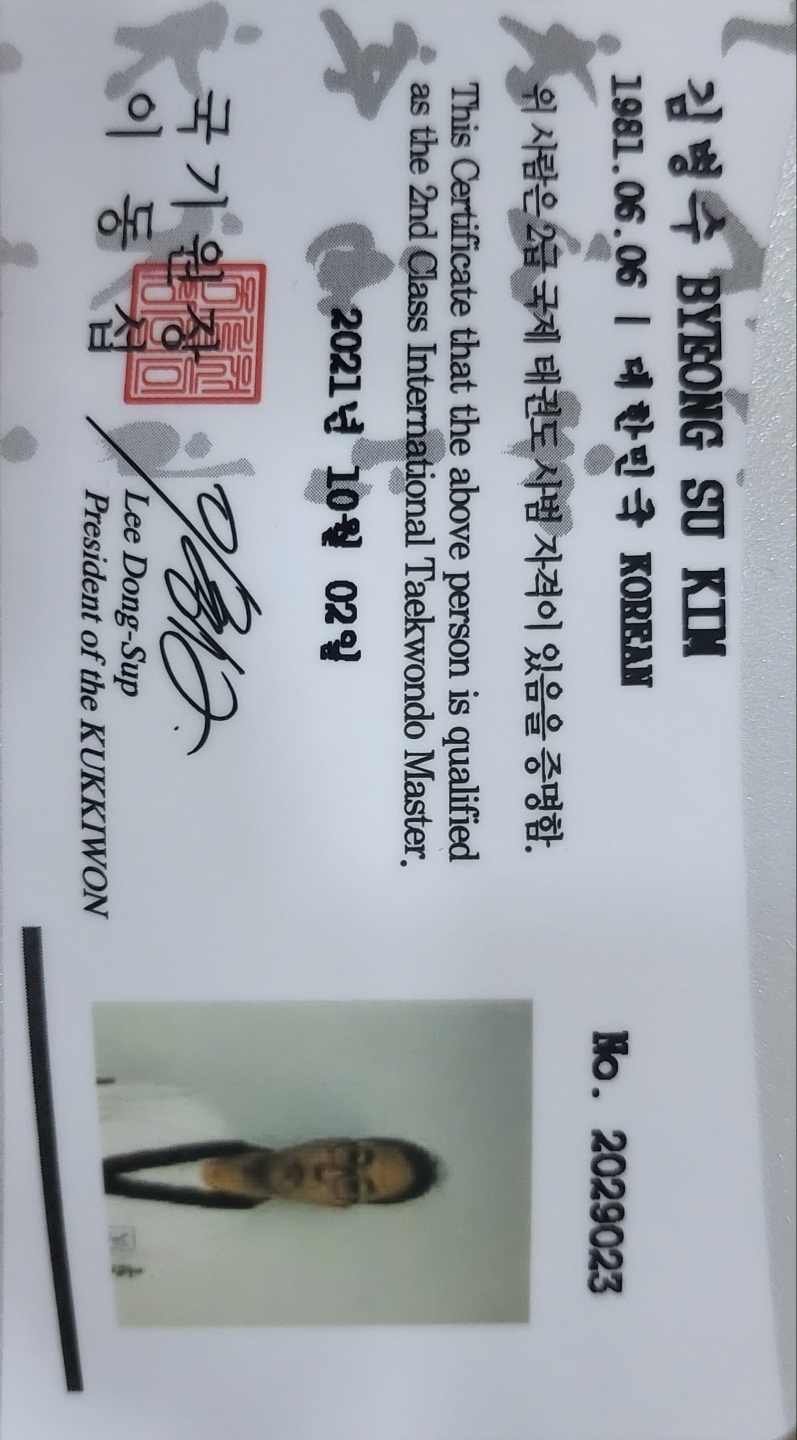 김병수 BYEONG SU KIM
1981.06.06 | 대한민국 KOREAN
No. 2029023
위 사람은 2급 국제 태권도 사범 자격이 있음을 증명함.
This Certificate that the above person is qualified
as the 2nd Class International Taekwondo Master.
2021년 10월 02일
국기원장
이동섭
Lee Dong-Sup
President of the KUKKIWON